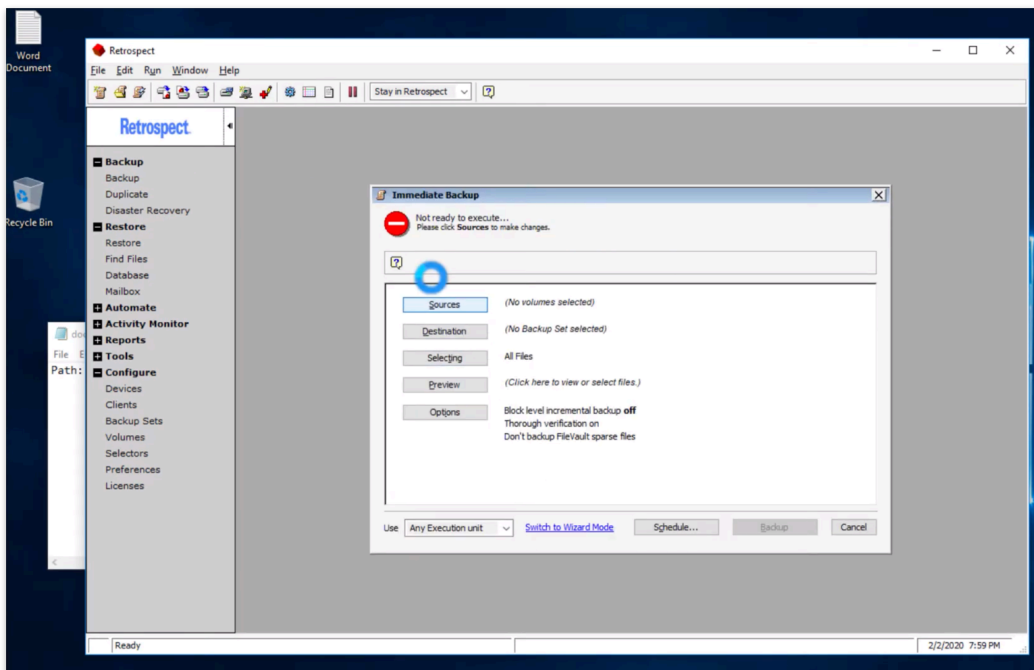 Word
Document
Recycle Bin
Retrospect
File Edit Run Window Help
Stay in Retrospect
Retrospect
Backup
Backup
Duplicate
Disaster Recovery
Restore
Restore
Find Files
Database
Mailbox
Automate
Activity Monitor
Reports
Tools
Configure
Devices
Clients
Backup Sets
Volumes
Selectors
Preferences
Licenses
File
Path:
Immediate Backup
Not ready to execute...
Please click Sources to make changes.
Sources (No volumes selected)
Destination (No Backup Set selected)
Selecting All Files
Preview (Click here to view or select files.)
Options Block level incremental backup off
Thorough verification on
Don't backup FileVault sparse files
Use Any Execution unit Switch to Wizard Mode Schedule... Backup Cancel
Ready 2/2/2020 7:59 PM